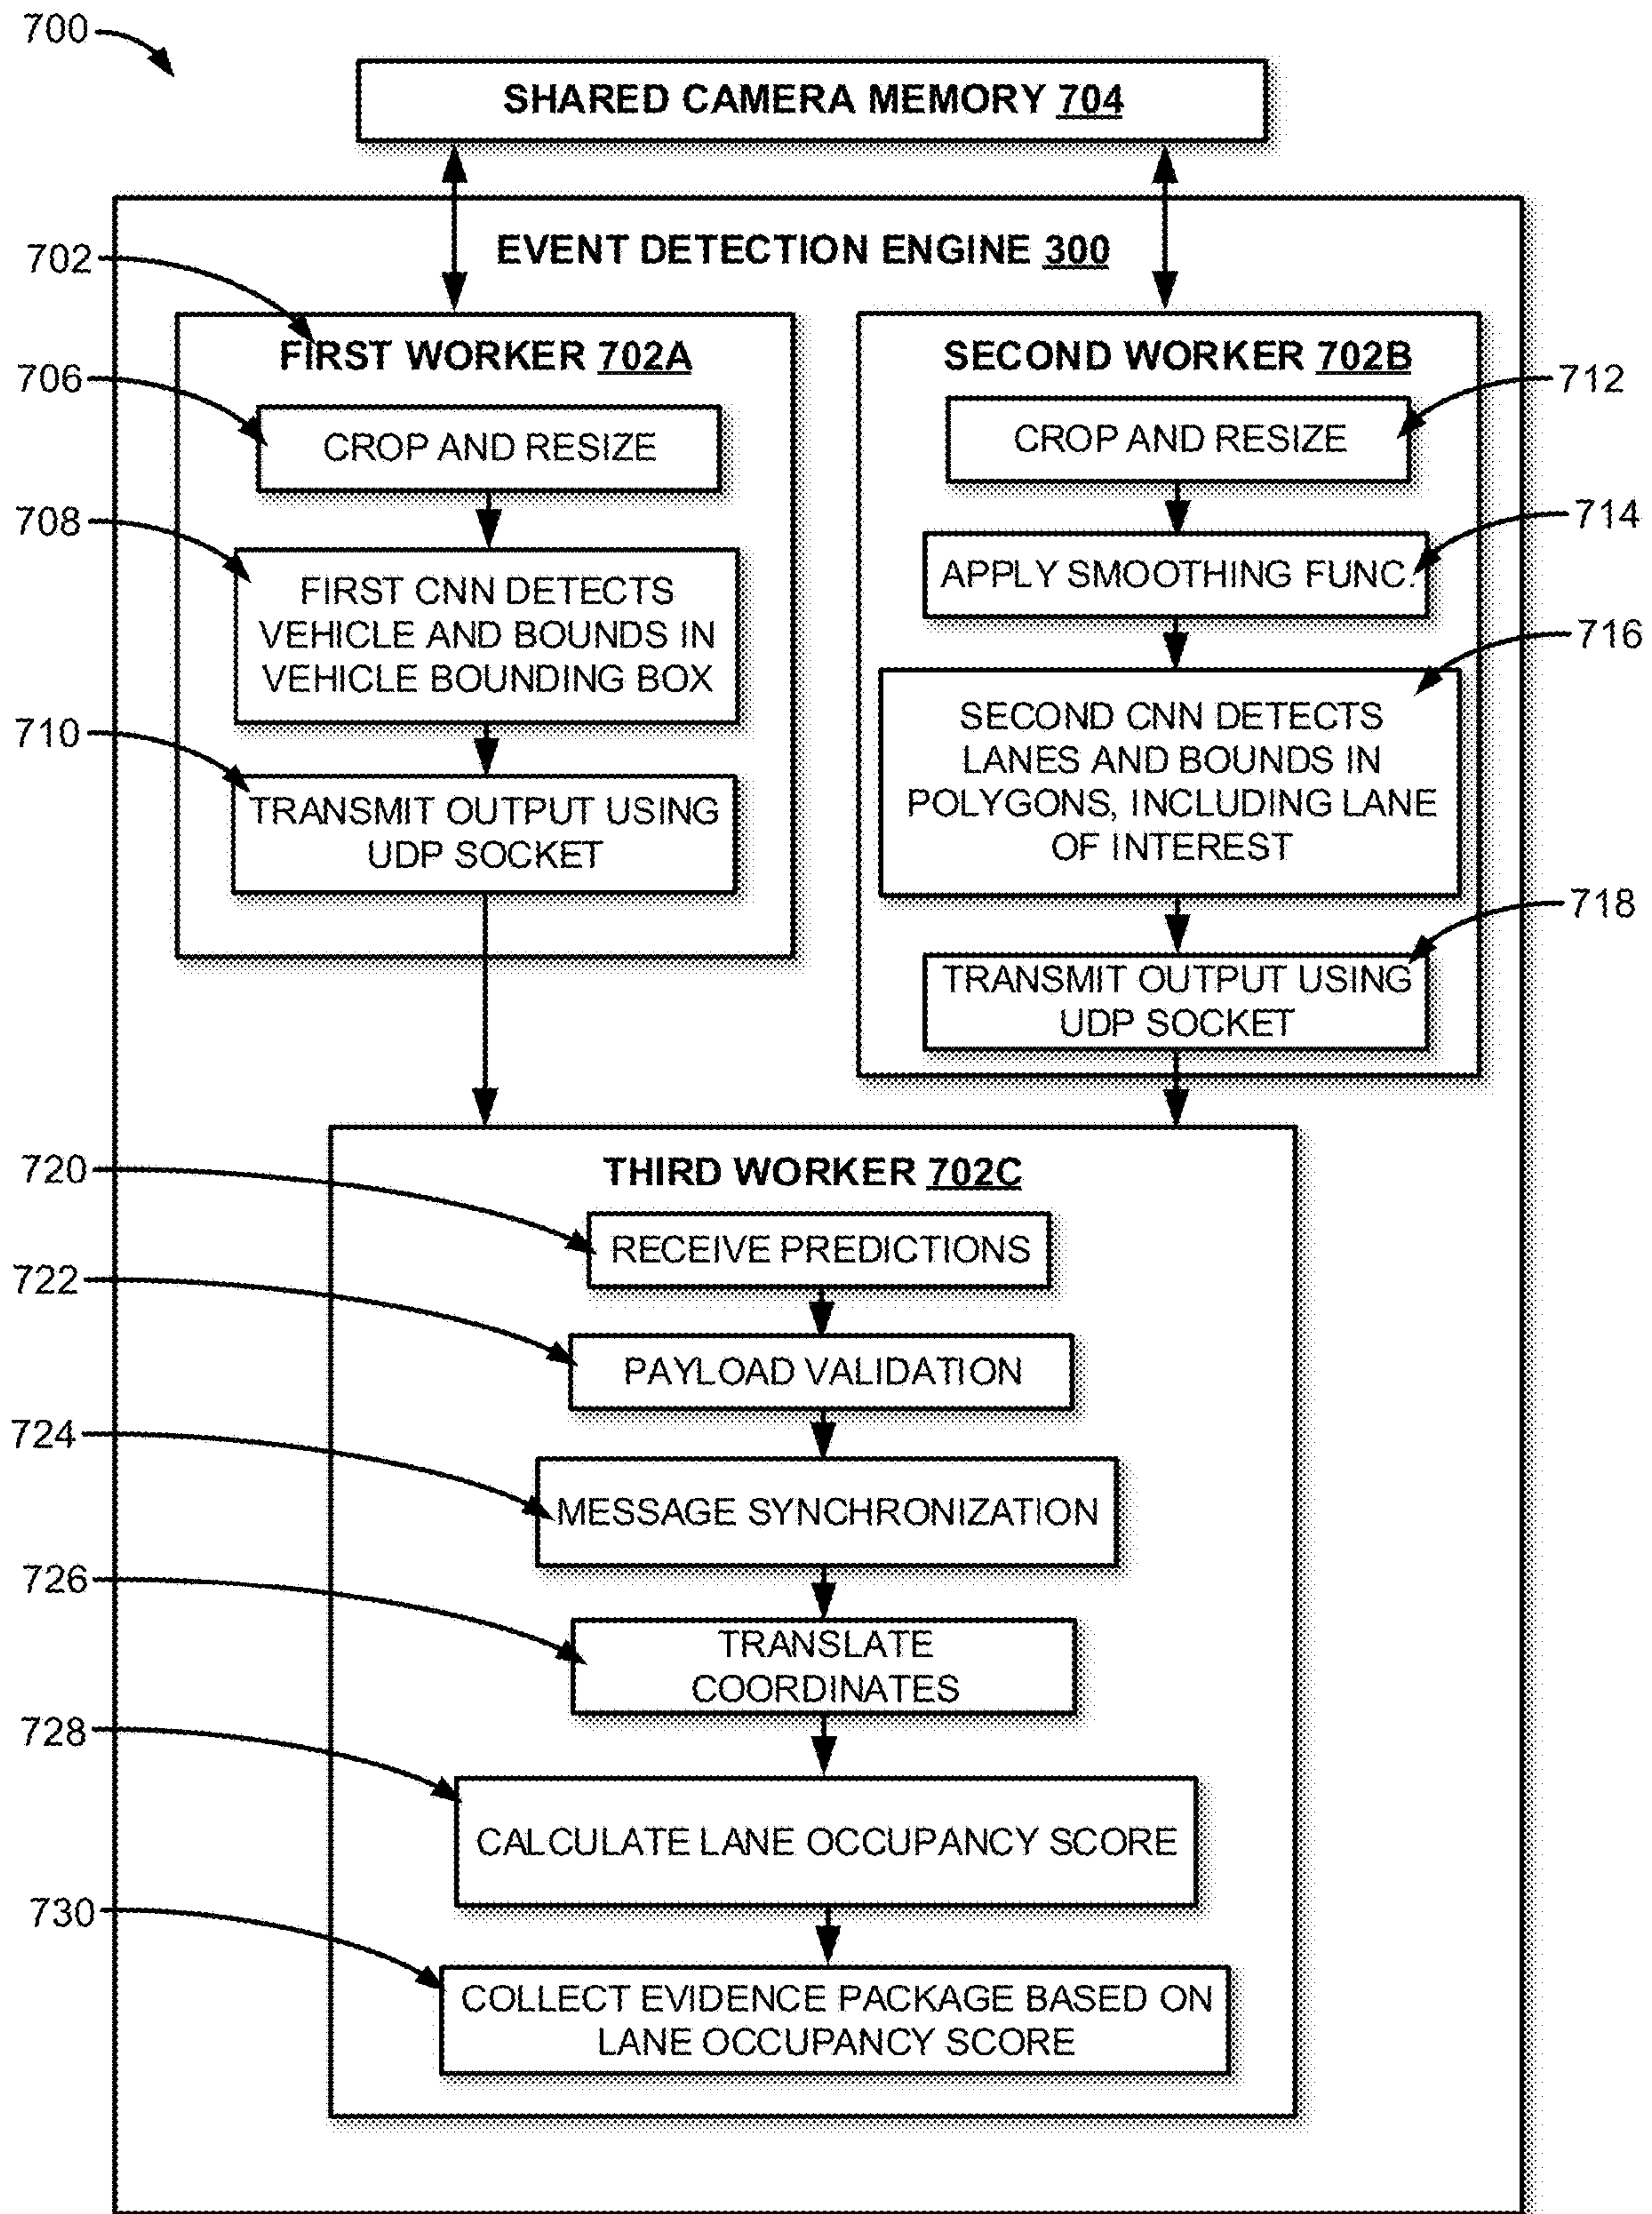 700
SHARED CAMERA MEMORY 704
EVENT DETECTION ENGINE 300
702
FIRST WORKER 702A
706
CROP AND RESIZE
708
FIRST CNN DETECTS
VEHICLE AND BOUNDS IN
VEHICLE BOUNDING BOX
710
TRANSMIT OUTPUT USING
UDP SOCKET
SECOND WORKER 702B
712
CROP AND RESIZE
714
APPLY SMOOTHING FUNC.
716
SECOND CNN DETECTS
LANES AND BOUNDS IN
POLYGONS, INCLUDING LANE
OF INTEREST
718
TRANSMIT OUTPUT USING
UDP SOCKET
THIRD WORKER 702C
720
RECEIVE PREDICTIONS
722
PAYLOAD VALIDATION
724
MESSAGE SYNCHRONIZATION
726
TRANSLATE
COORDINATES
728
CALCULATE LANE OCCUPANCY SCORE
730
COLLECT EVIDENCE PACKAGE BASED ON
LANE OCCUPANCY SCORE